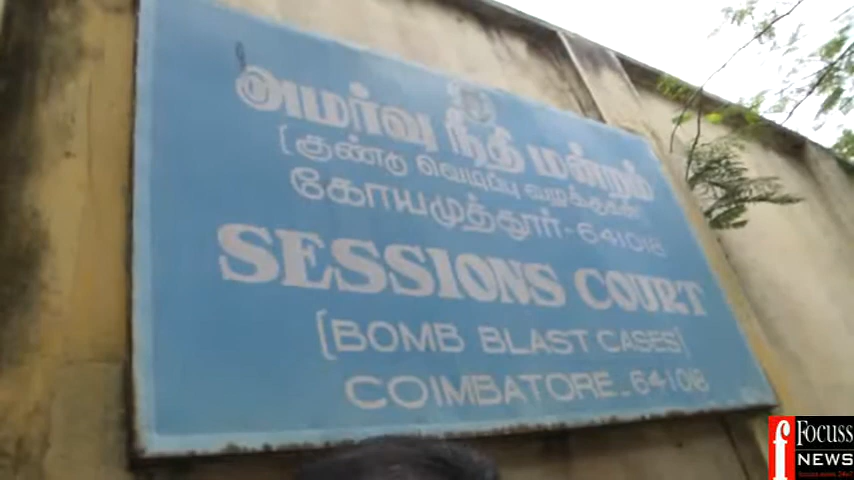 அமர்வு நீதி மன்றம்
(குண்டு வெடிப்பு வழக்குகள்)
கோயமுத்தூர்-641018
SESSIONS COURT
(BOMB BLAST CASES)
COIMBATORE-641018
f FOCUSS
NEWS